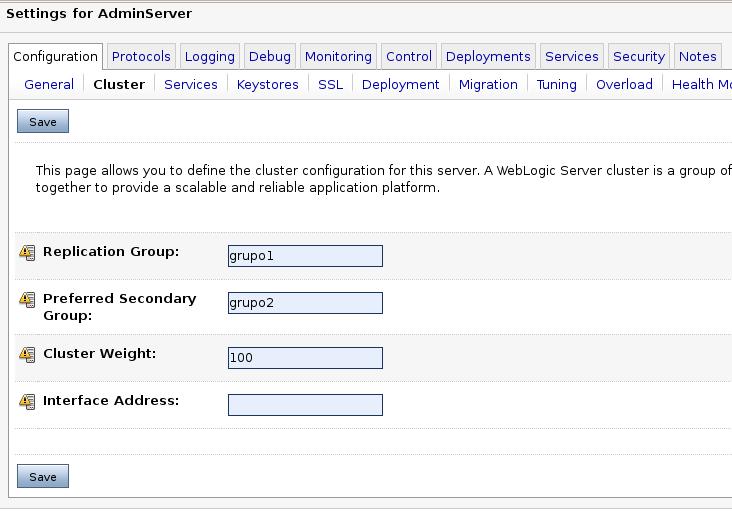 Settings for AdminServer
Configuration Protocols Logging Debug Monitoring Control Deployments Services Security Notes
General Cluster Services Keystores SSL Deployment Migration Tuning Overload Health Mo
Save
This page allows you to define the cluster configuration for this server. A WebLogic Server cluster is a group of
together to provide a scalable and reliable application platform.
Replication Group: grupo1
Preferred Secondary
Group: grupo2
Cluster Weight: 100
Interface Address:
Save